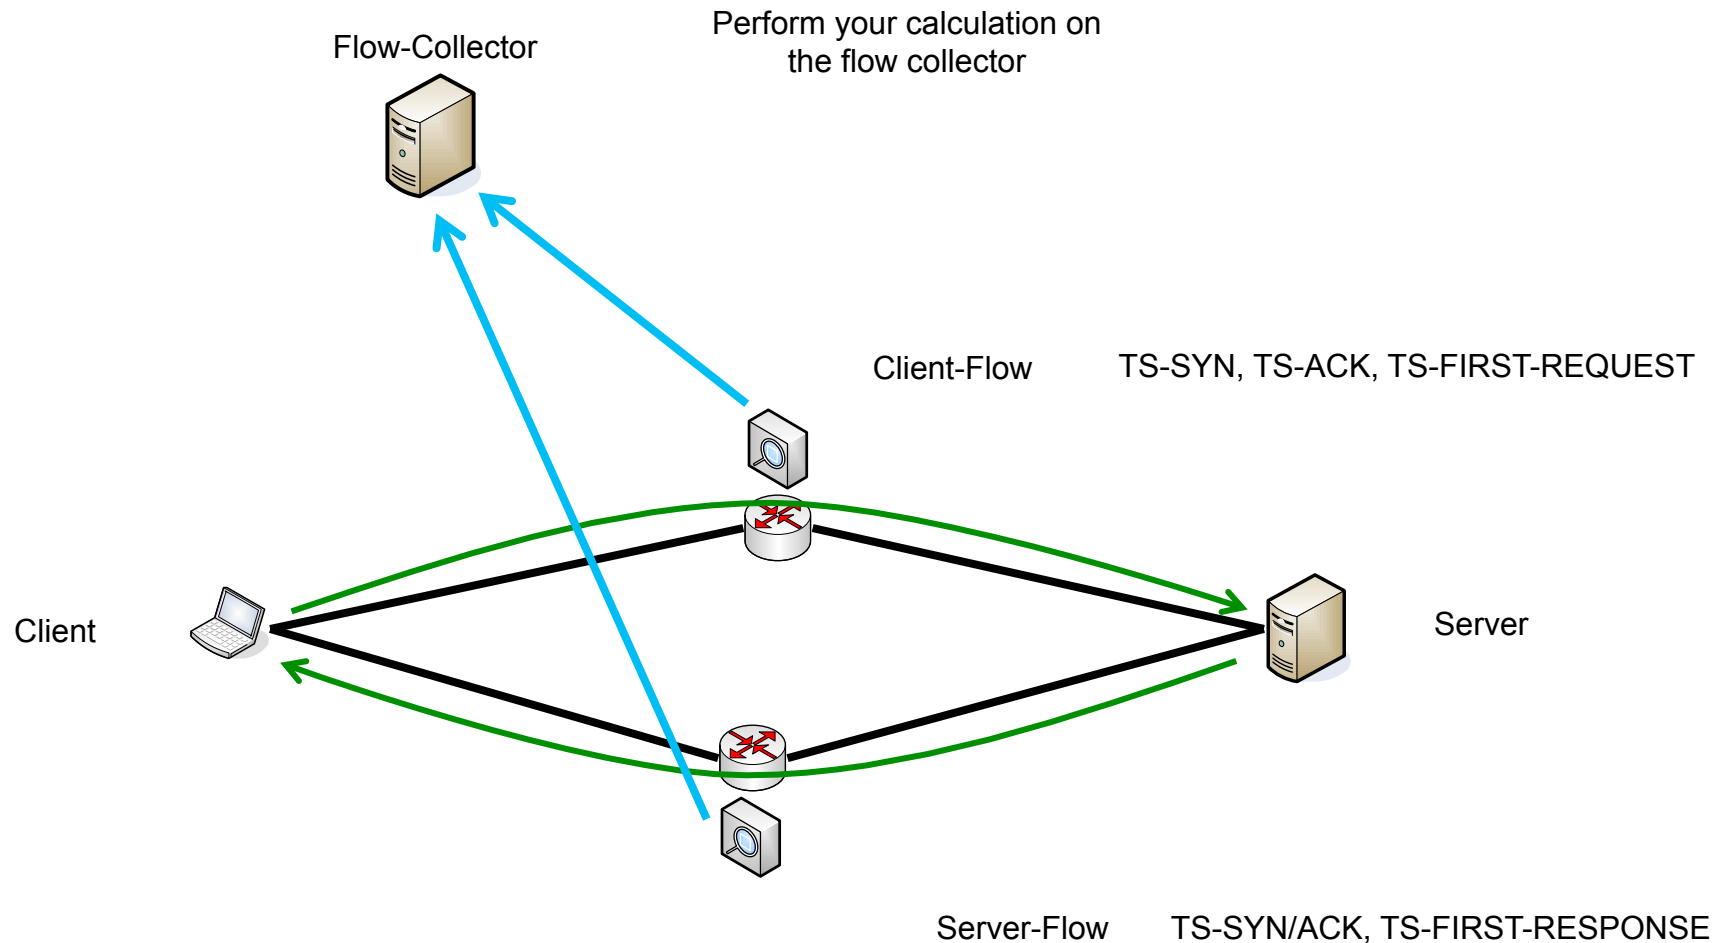 Perform your calculation on
the flow collector
Flow-Collector
Client-Flow
TS-SYN, TS-ACK, TS-FIRST-REQUEST
Client
Server
Server-Flow
TS-SYN/ACK, TS-FIRST-RESPONSE